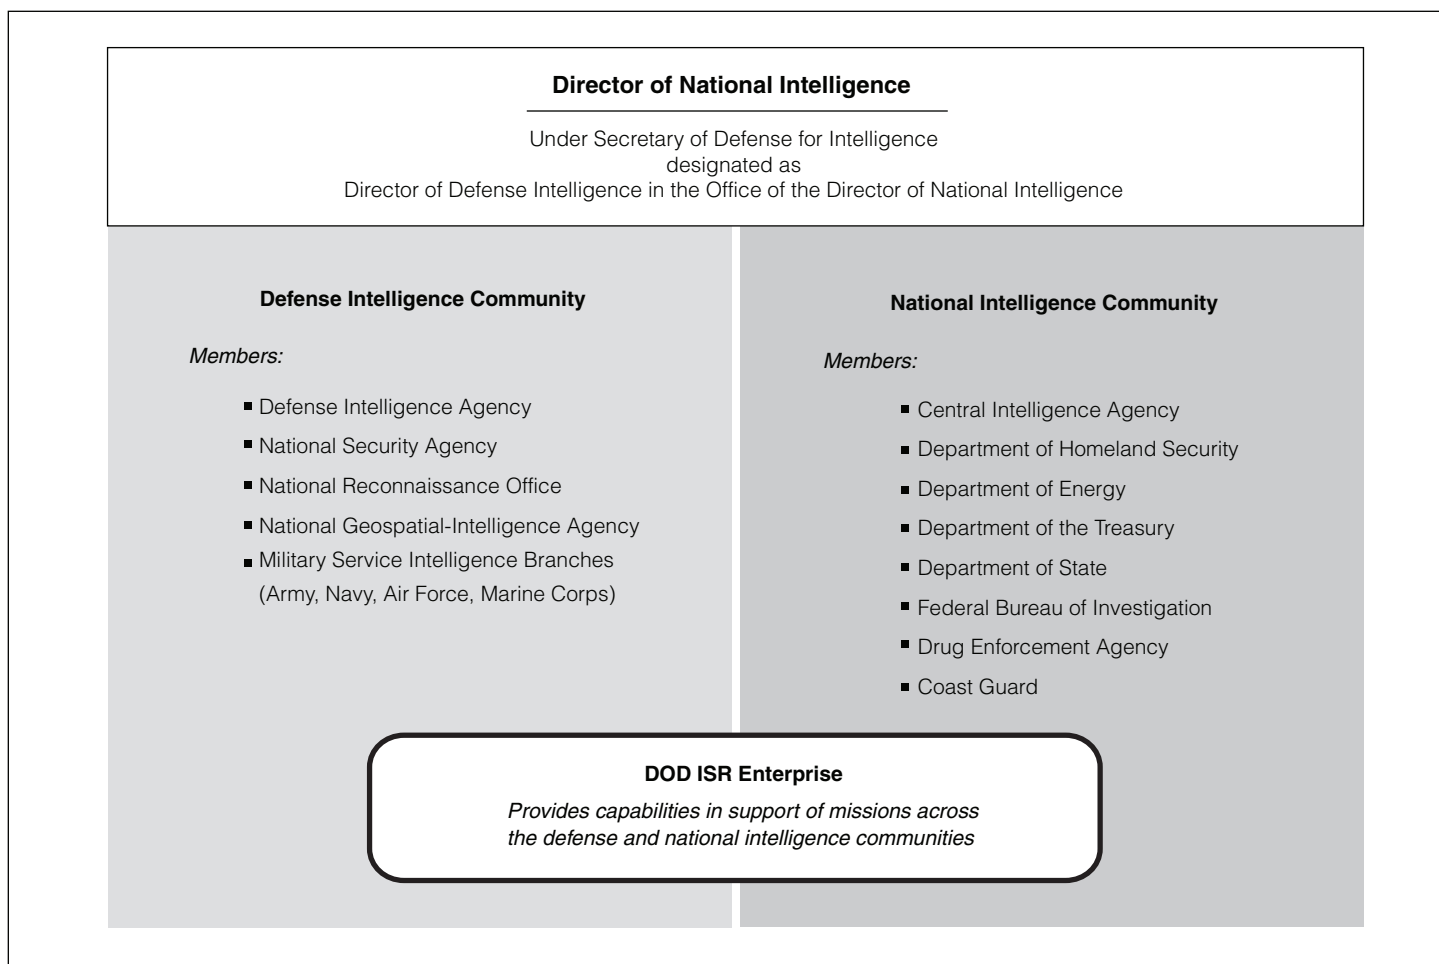 Director of National Intelligence
Under Secretary of Defense for Intelligence
designated as
Director of Defense Intelligence in the Office of the Director of National Intelligence
Defense Intelligence Community
Members:
■ Defense Intelligence Agency
■ National Security Agency
■ National Reconnaissance Office
■ National Geospatial-Intelligence Agency
■ Military Service Intelligence Branches
(Army, Navy, Air Force, Marine Corps)
National Intelligence Community
Members:
■ Central Intelligence Agency
■ Department of Homeland Security
■ Department of Energy
■ Department of the Treasury
■ Department of State
■ Federal Bureau of Investigation
■ Drug Enforcement Agency
■ Coast Guard
DOD ISR Enterprise
Provides capabilities in support of missions across
the defense and national intelligence communities